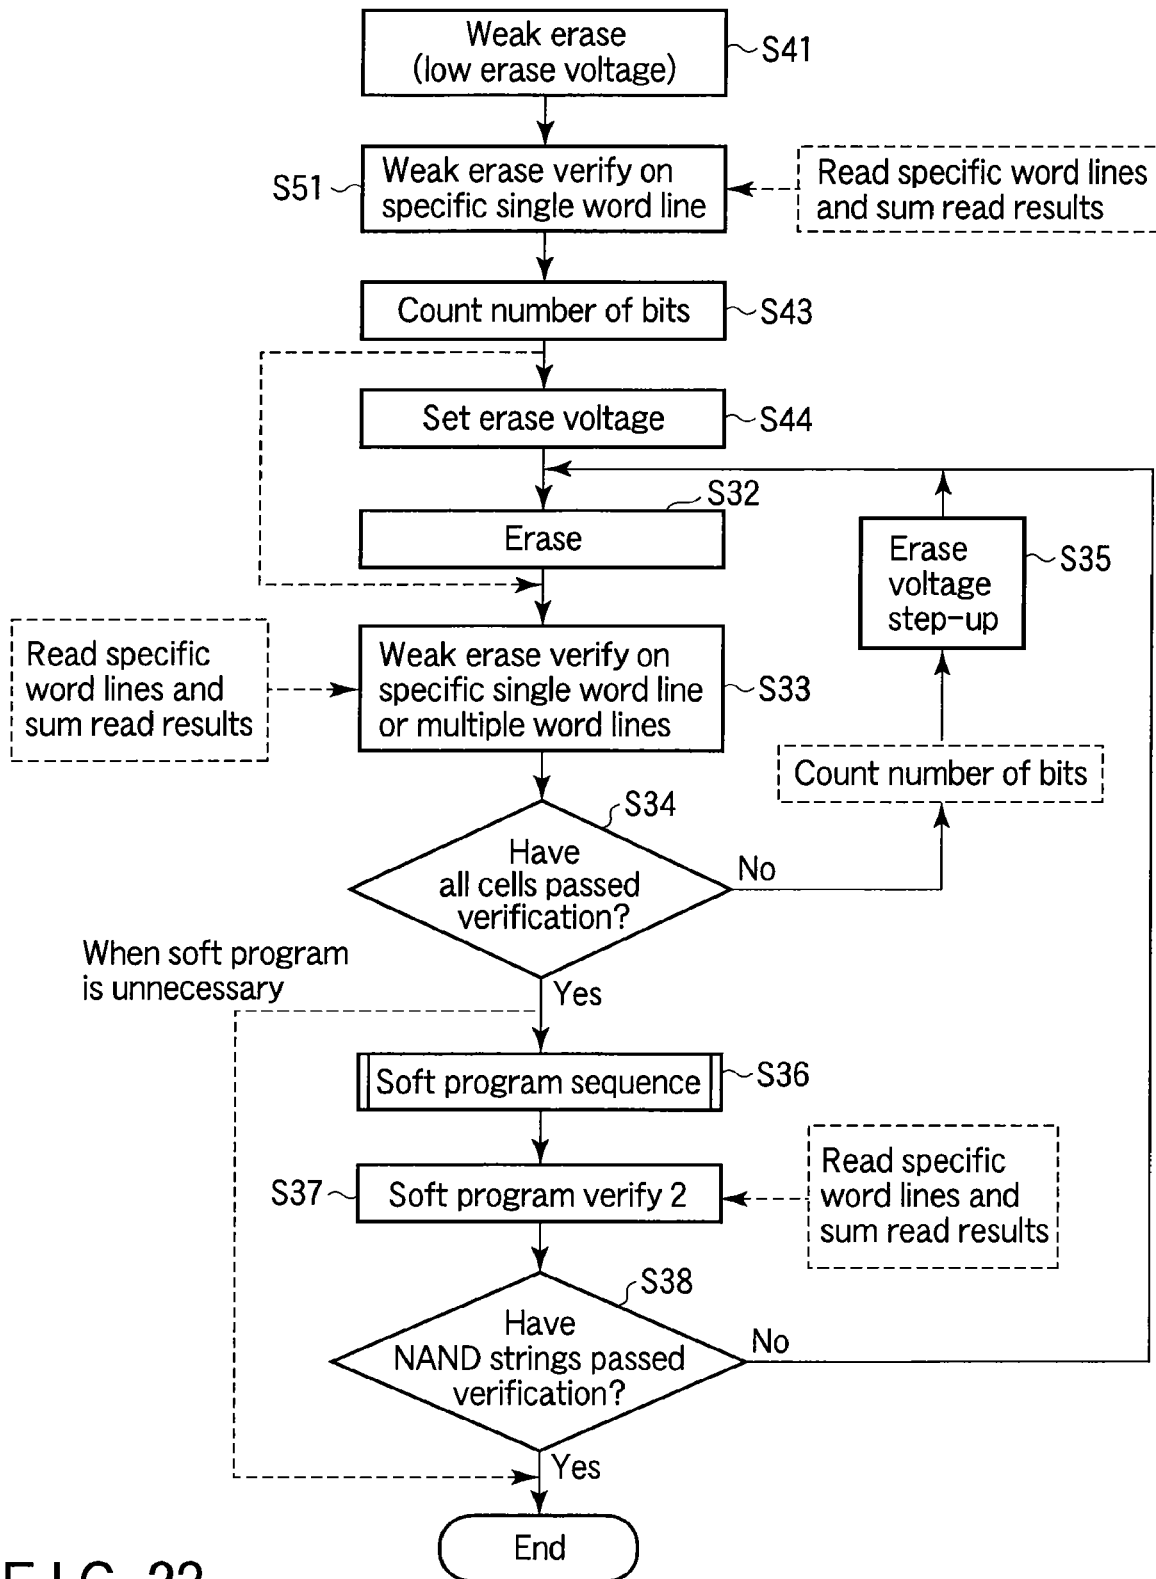 Weak erase
(low erase voltage)
S41
S51
Weak erase verify on
specific single word line
Read specific word lines
and sum read results
Count number of bits
S43
Set erase voltage
S44
S32
Erase
Erase
voltage
step-up
S35
Read specific
word lines and
sum read results
Weak erase verify on
specific single word line
or multiple word lines
S33
Count number of bits
S34
Have
all cells passed
verification?
No
When soft program
is unnecessary
Yes
Soft program sequence
S36
S37
Soft program verify 2
Read specific
word lines and
sum read results
S38
Have
NAND strings passed
verification?
No
Yes
End